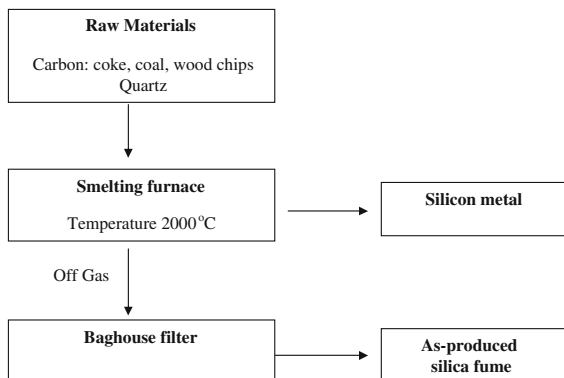 Raw Materials
Carbon: coke, coal, wood chips
Quartz
Smelting furnace
Temperature 2000°C
Silicon metal
Off Gas
Baghouse filter
As-produced
silica fume